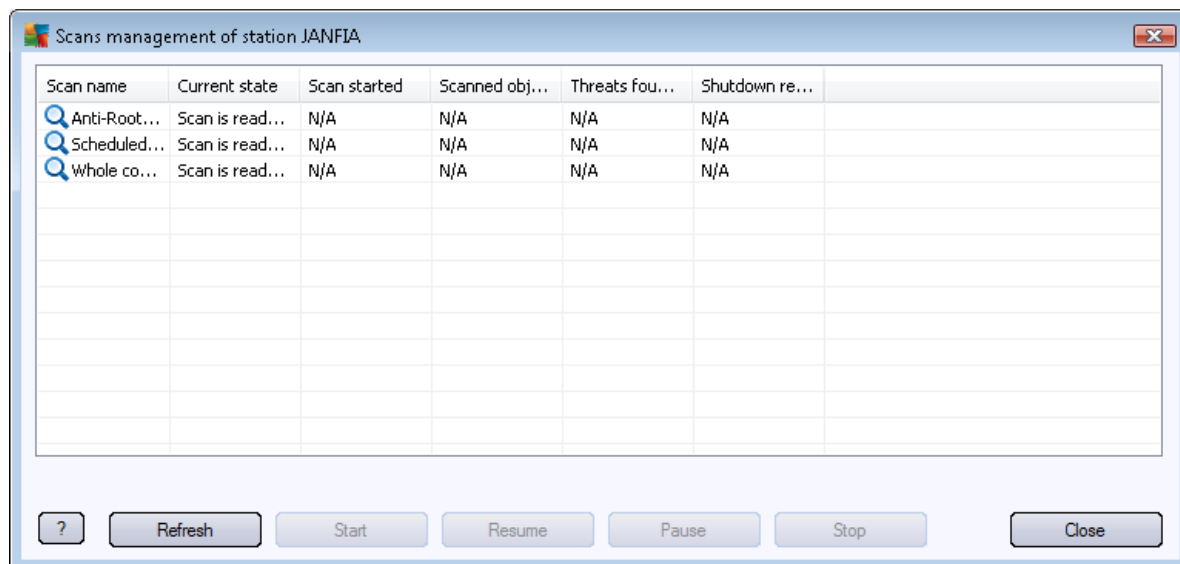 Scans management of station JANFIA
Scan name Current state Scan started Scanned obj... Threats fou... Shutdown re...
Anti-Root... Scan is read... N/A N/A N/A N/A
Scheduled... Scan is read... N/A N/A N/A N/A
Whole co... Scan is read... N/A N/A N/A N/A
? Refresh Start Resume Pause Stop Close